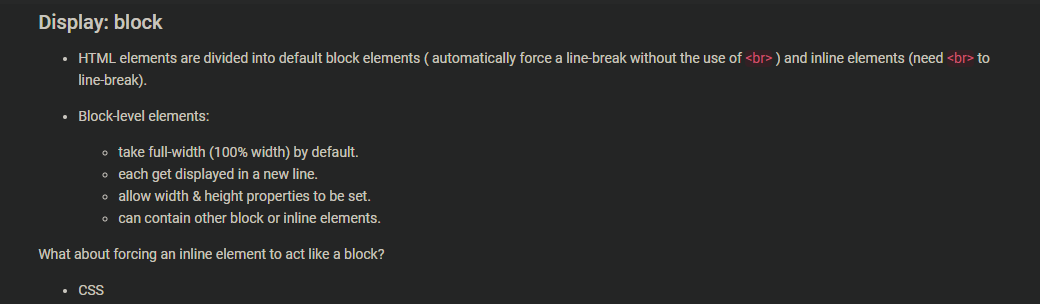 Display: block
HTML elements are divided into default block elements ( automatically force a line-break without the use of <br> ) and inline elements (need <br> to
line-break).
Block-level elements:
take full-width (100% width) by default.
each get displayed in a new line.
allow width & height properties to be set.
can contain other block or inline elements.
What about forcing an inline element to act like a block?
CSS